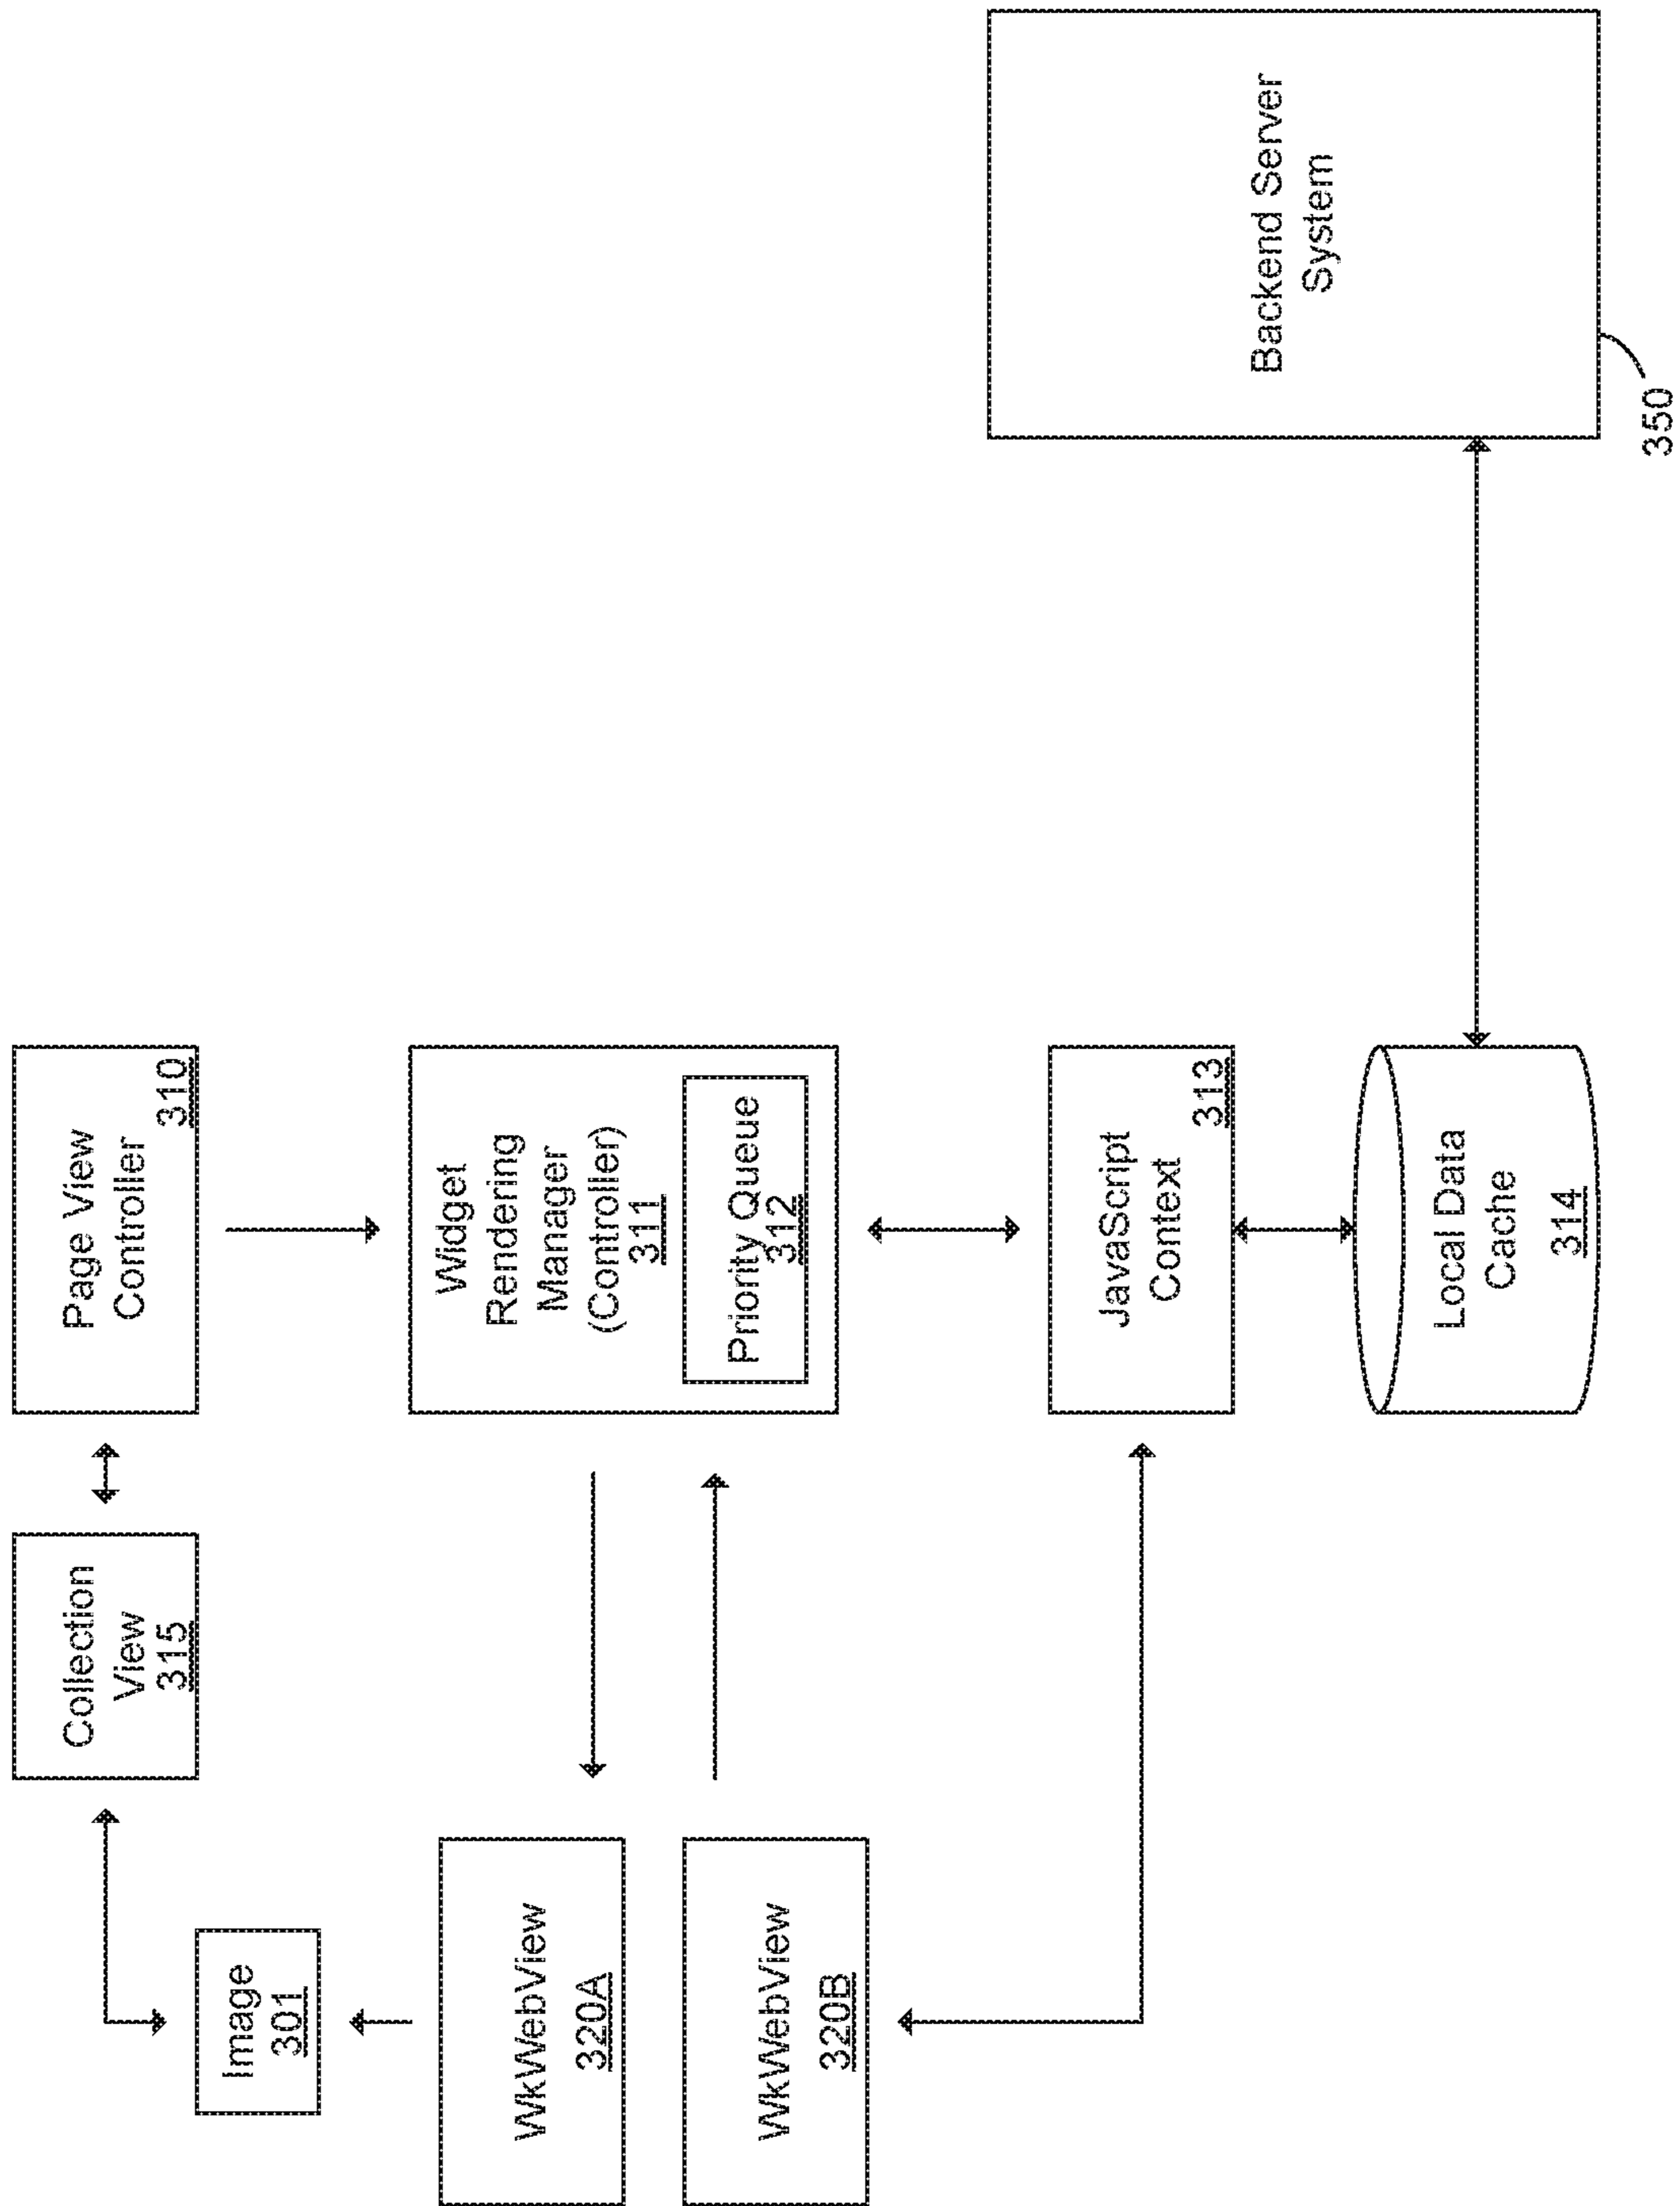 Collection
View
315
Page View
Controller
310
Image
301
Widget
Rendering
Manager
(Controller)
311
Priority Queue
312
WkWebView
320A
WkWebView
320B
JavaScript
Context
313
Local Data
Cache
314
Backend Server
System
350